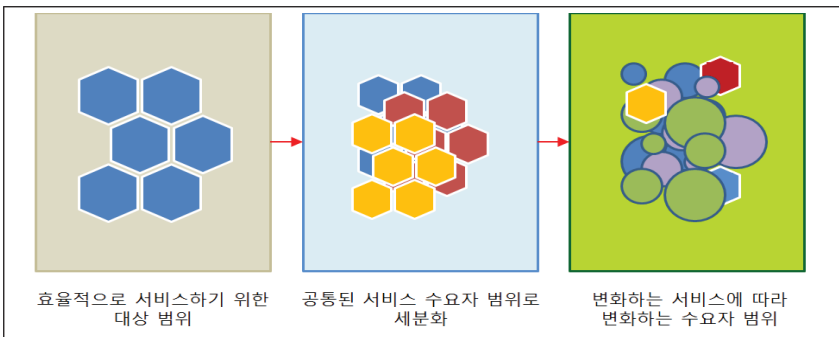 효율적으로 서비스하기 위한
대상 범위
공통된 서비스 수요자 범위로
세분화
변화하는 서비스에 따라
변화하는 수요자 범위